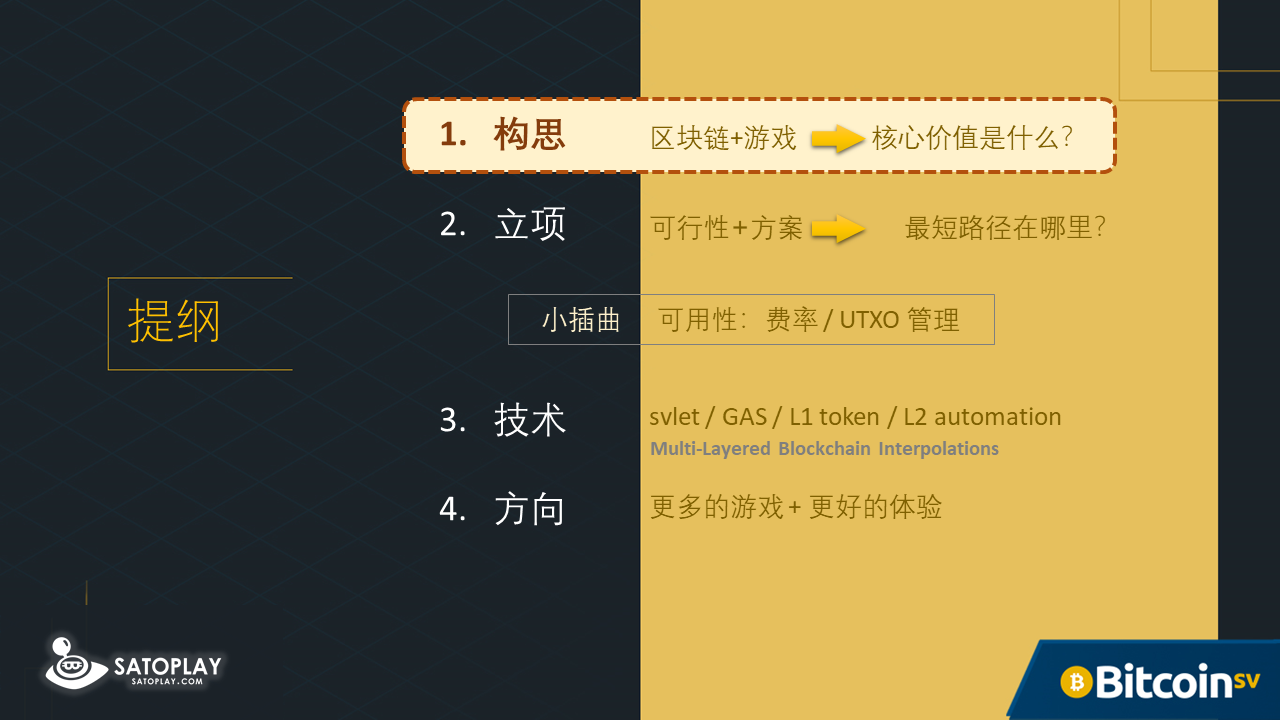 提纲
1. 构思 区块链+游戏 核心价值是什么？
2. 立项 可行性+方案 最短路径在哪里？
小插曲 可用性：费率 / UTXO 管理
3. 技术 svlet / GAS / L1 token / L2 automation
Multi-Layered Blockchain Interpolations
4. 方向 更多的游戏+ 更好的体验
SATOPLAY
SATOPLAY.COM
Bitcoin SV